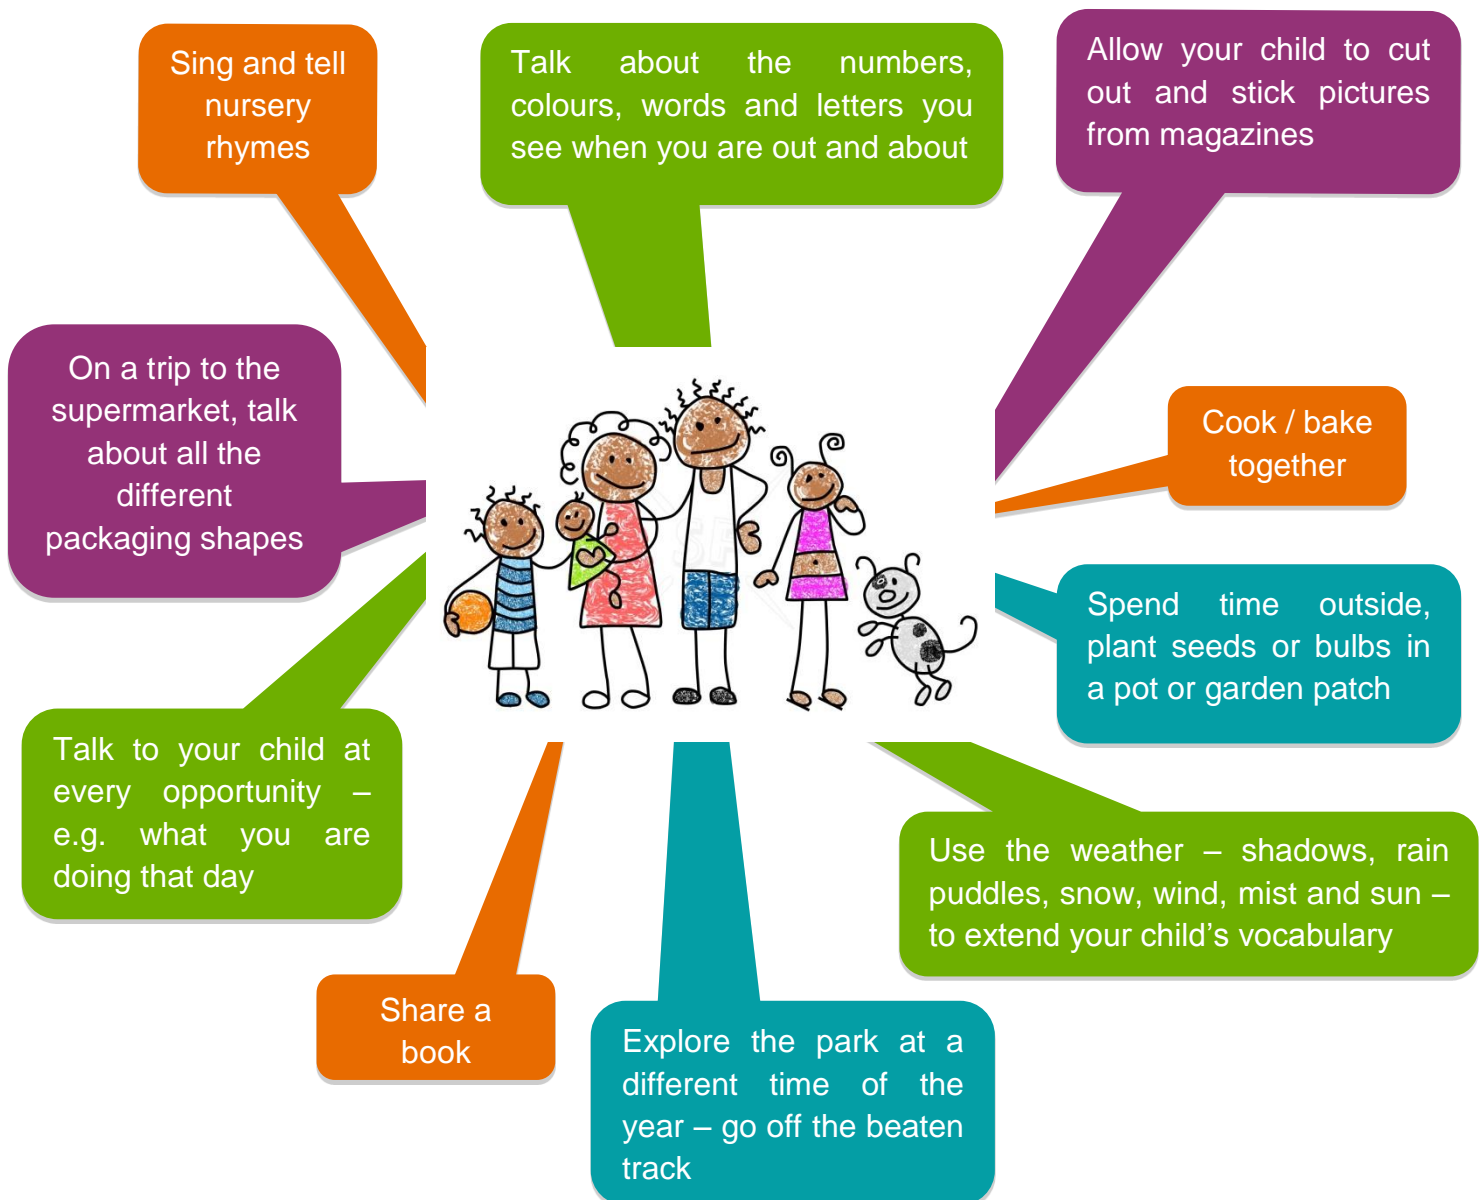 Sing and tell
nursery
rhymes
Talk about the numbers,
colours, words and letters you
see when you are out and about
Allow your child to cut
out and stick pictures
from magazines
On a trip to the
supermarket, talk
about all the
different
packaging shapes
Cook / bake
together
Spend time outside,
plant seeds or bulbs in
a pot or garden patch
Talk to your child at
every opportunity –
e.g. what you are
doing that day
Use the weather – shadows, rain
puddles, snow, wind, mist and sun –
to extend your child’s vocabulary
Share a
book
Explore the park at a
different time of the
year – go off the beaten
track